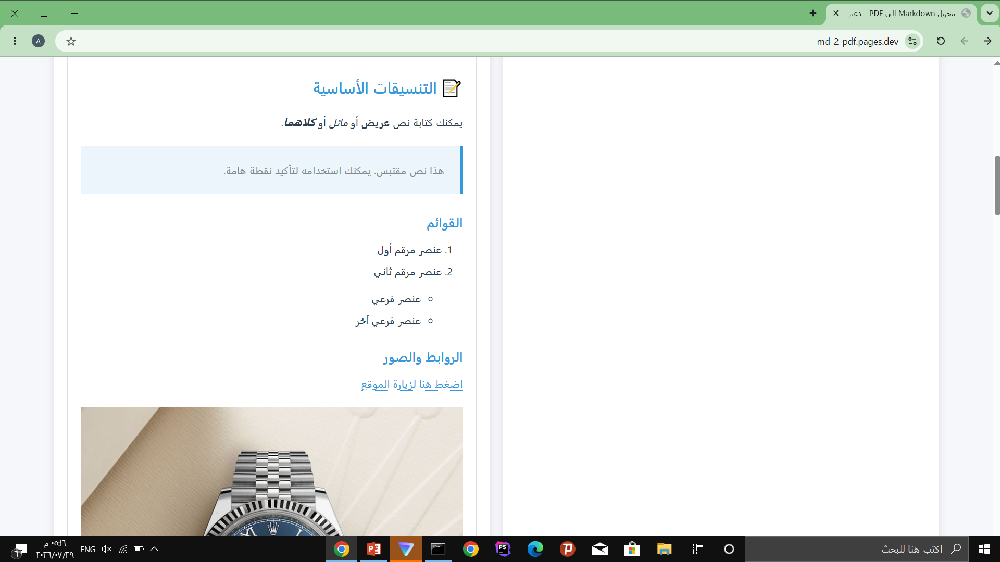 محول Markdown إلى PDF - دعم
md-2-pdf.pages.dev
A
📝 التنسيقات الأساسية
يمكنك كتابة نص عريض أو مائل أو كلاهما.
هذا نص مقتبس. يمكنك استخدامه لتأكيد نقطة هامة.
القوائم
1. عنصر مرقم أول
2. عنصر مرقم ثاني
عنصر فرعي
عنصر فرعي آخر
الروابط والصور
اضغط هنا لزيارة الموقع
اكتب هنا للبحث
PS
ENG
٠٥:١٦ م
٢٠٢٦/٠٧/٢٩
٦